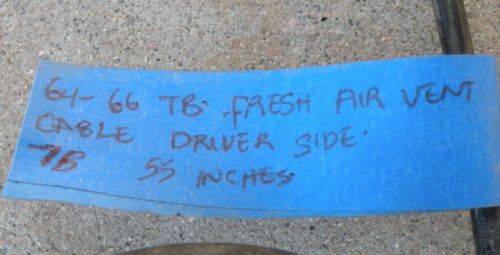 64-66 TB. FRESH AIR VENT
CABLE DRIVER SIDE.
TB 55 INCHES